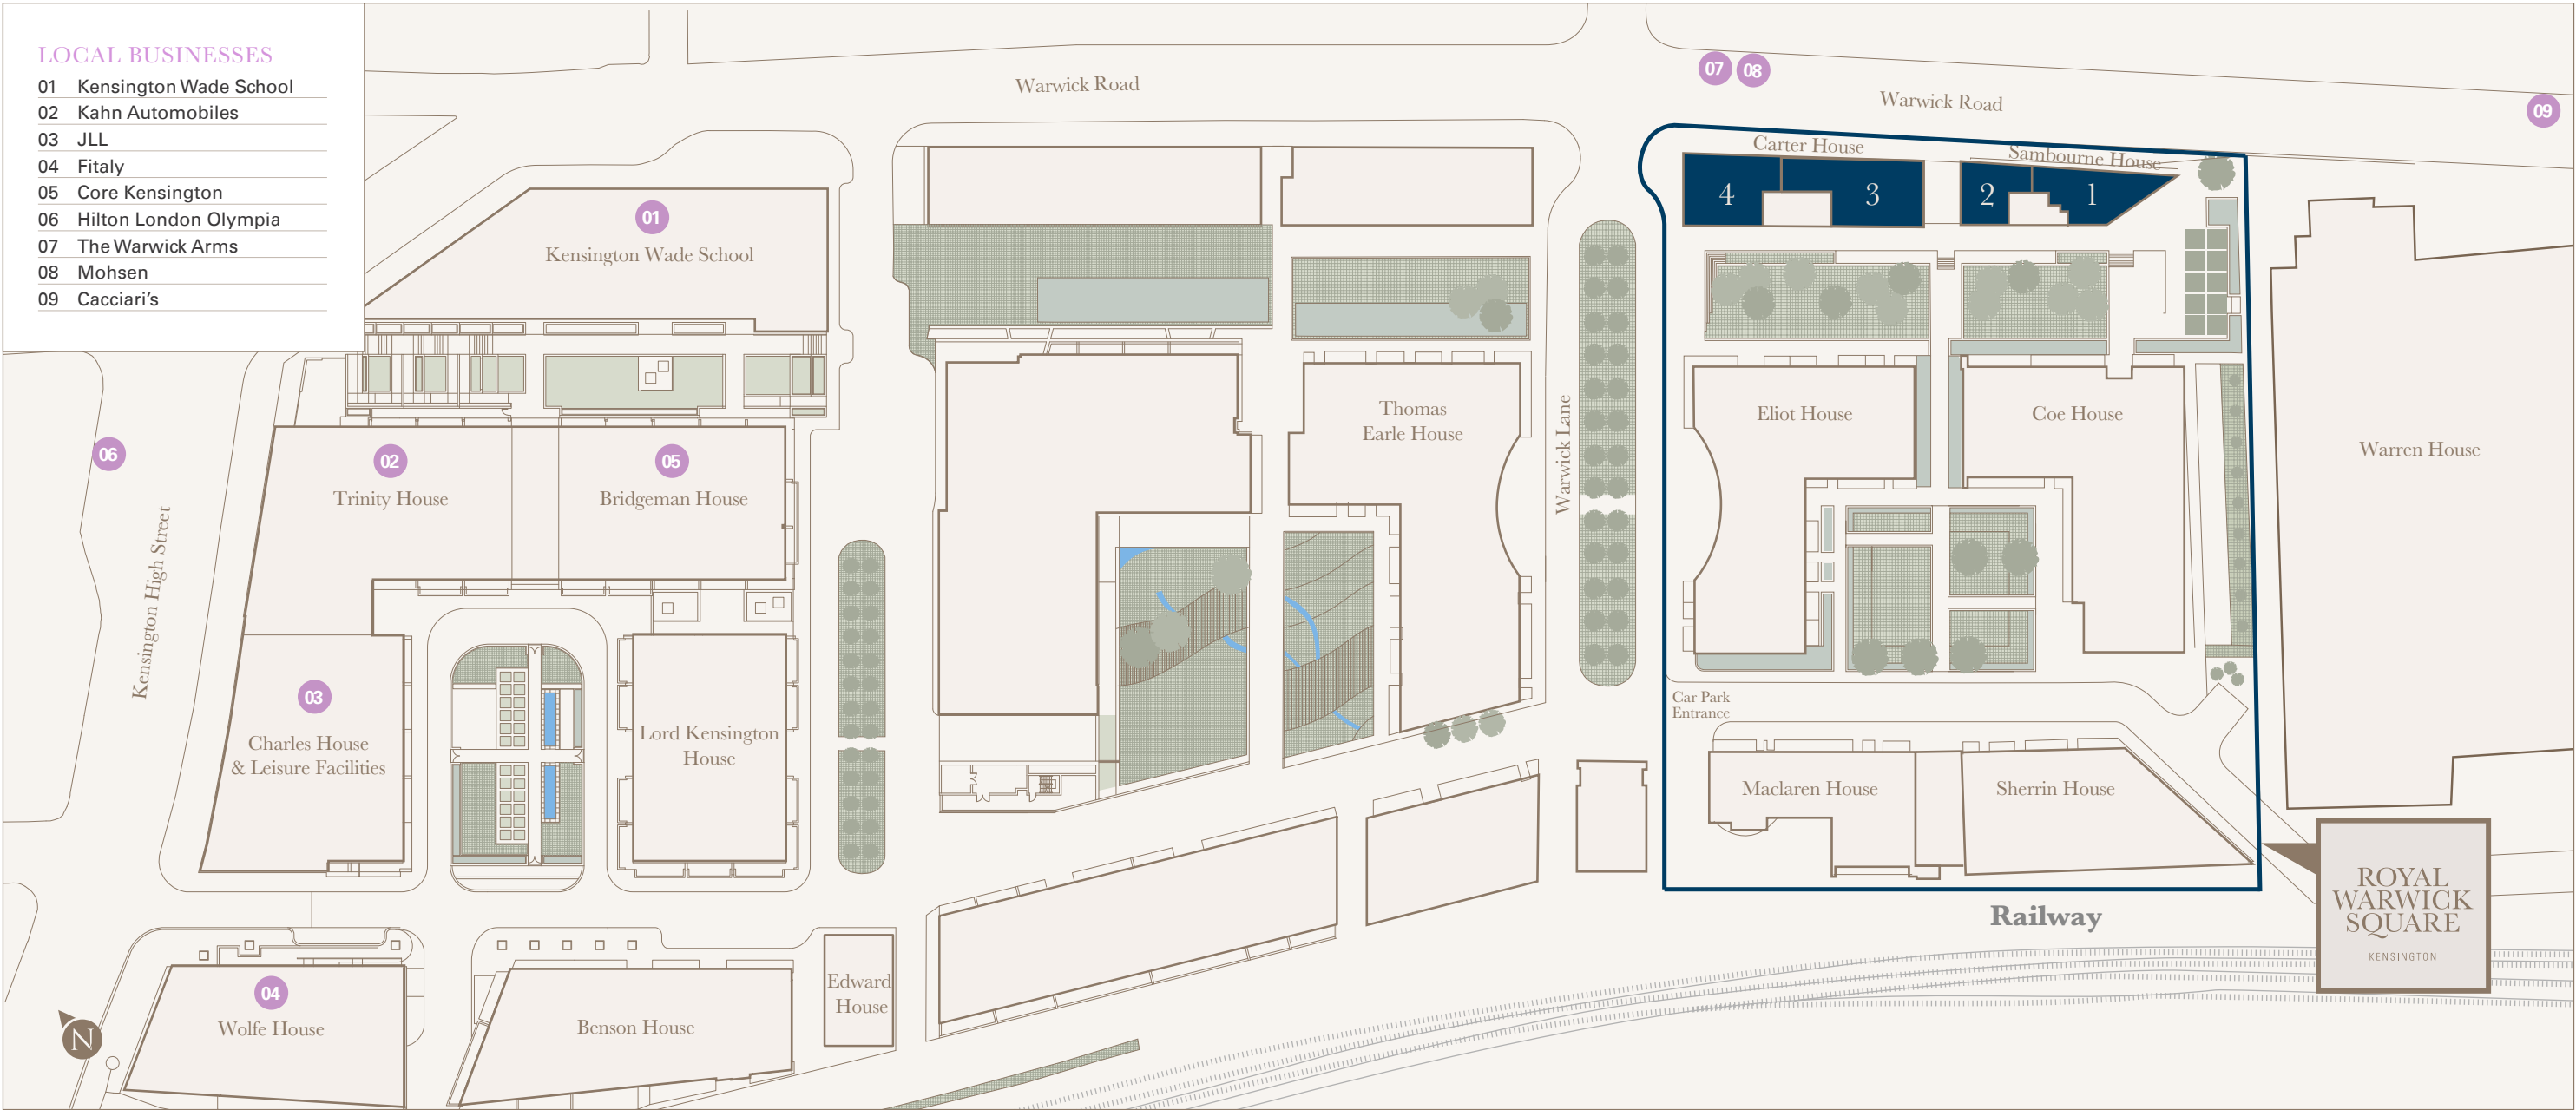 LOCAL BUSINESSES
01 Kensington Wade School
02 Kahn Automobiles
03 JLL
04 Fitaly
05 Core Kensington
06 Hilton London Olympia
07 The Warwick Arms
08 Mohsen
09 Cacciari's
Warwick Road
07 08
Warwick Road
09
Carter House
Sambourne House
4 3 2 1
01
Kensington Wade School
06
Kensington High Street
02
Trinity House
05
Bridgeman House
Thomas
Earle House
Warwick Lane
Eliot House
Coe House
Warren House
03
Charles House
& Leisure Facilities
Lord Kensington
House
Car Park
Entrance
Maclaren House
Sherrin House
ROYAL
WARWICK
SQUARE
KENSINGTON
Railway
04
Wolfe House
Benson House
Edward
House
N